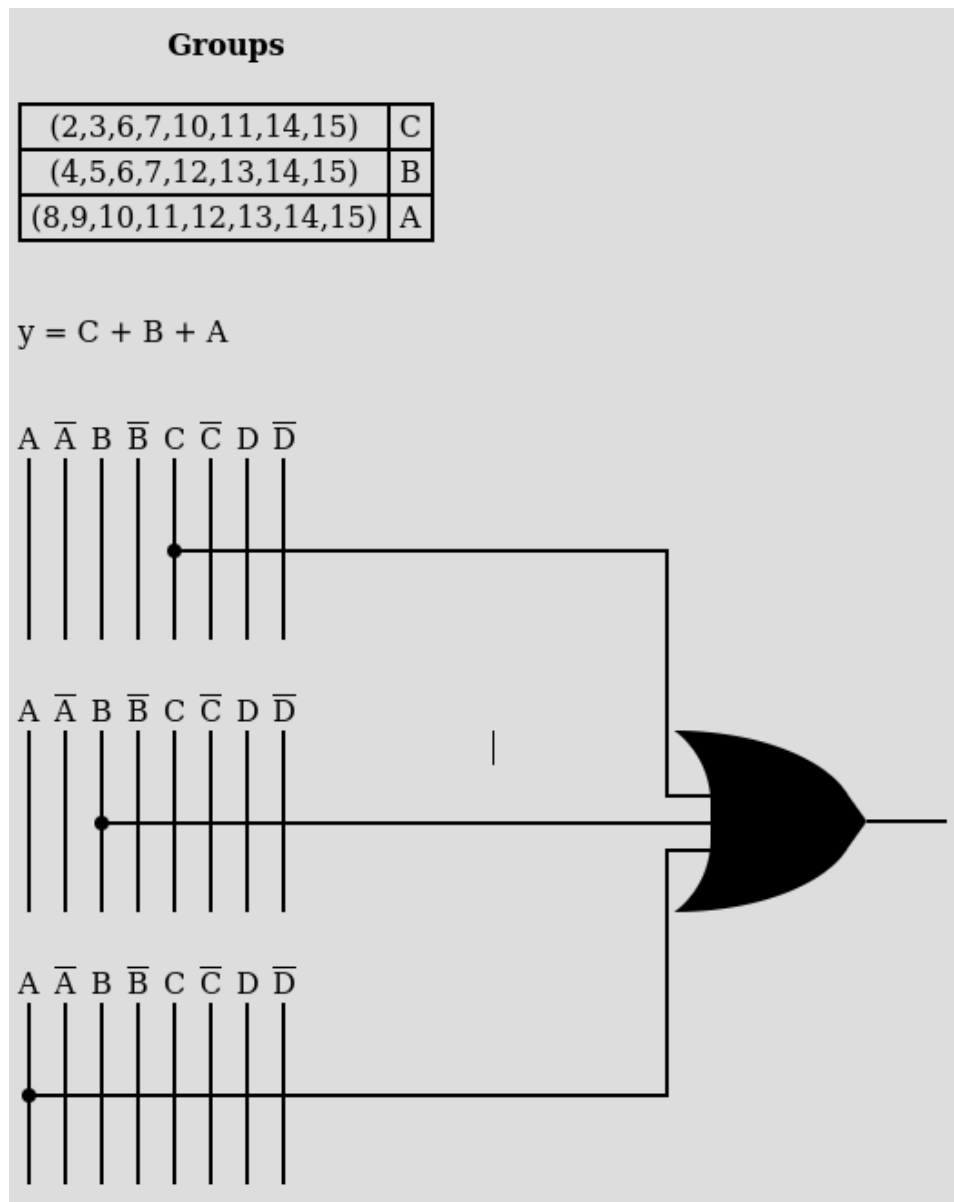 Groups
(2,3,6,7,10,11,14,15) C
(4,5,6,7,12,13,14,15) B
(8,9,10,11,12,13,14,15) A
y = C + B + A
A A̅ B B̅ C C̅ D D̅
A A̅ B B̅ C C̅ D D̅
A A̅ B B̅ C C̅ D D̅